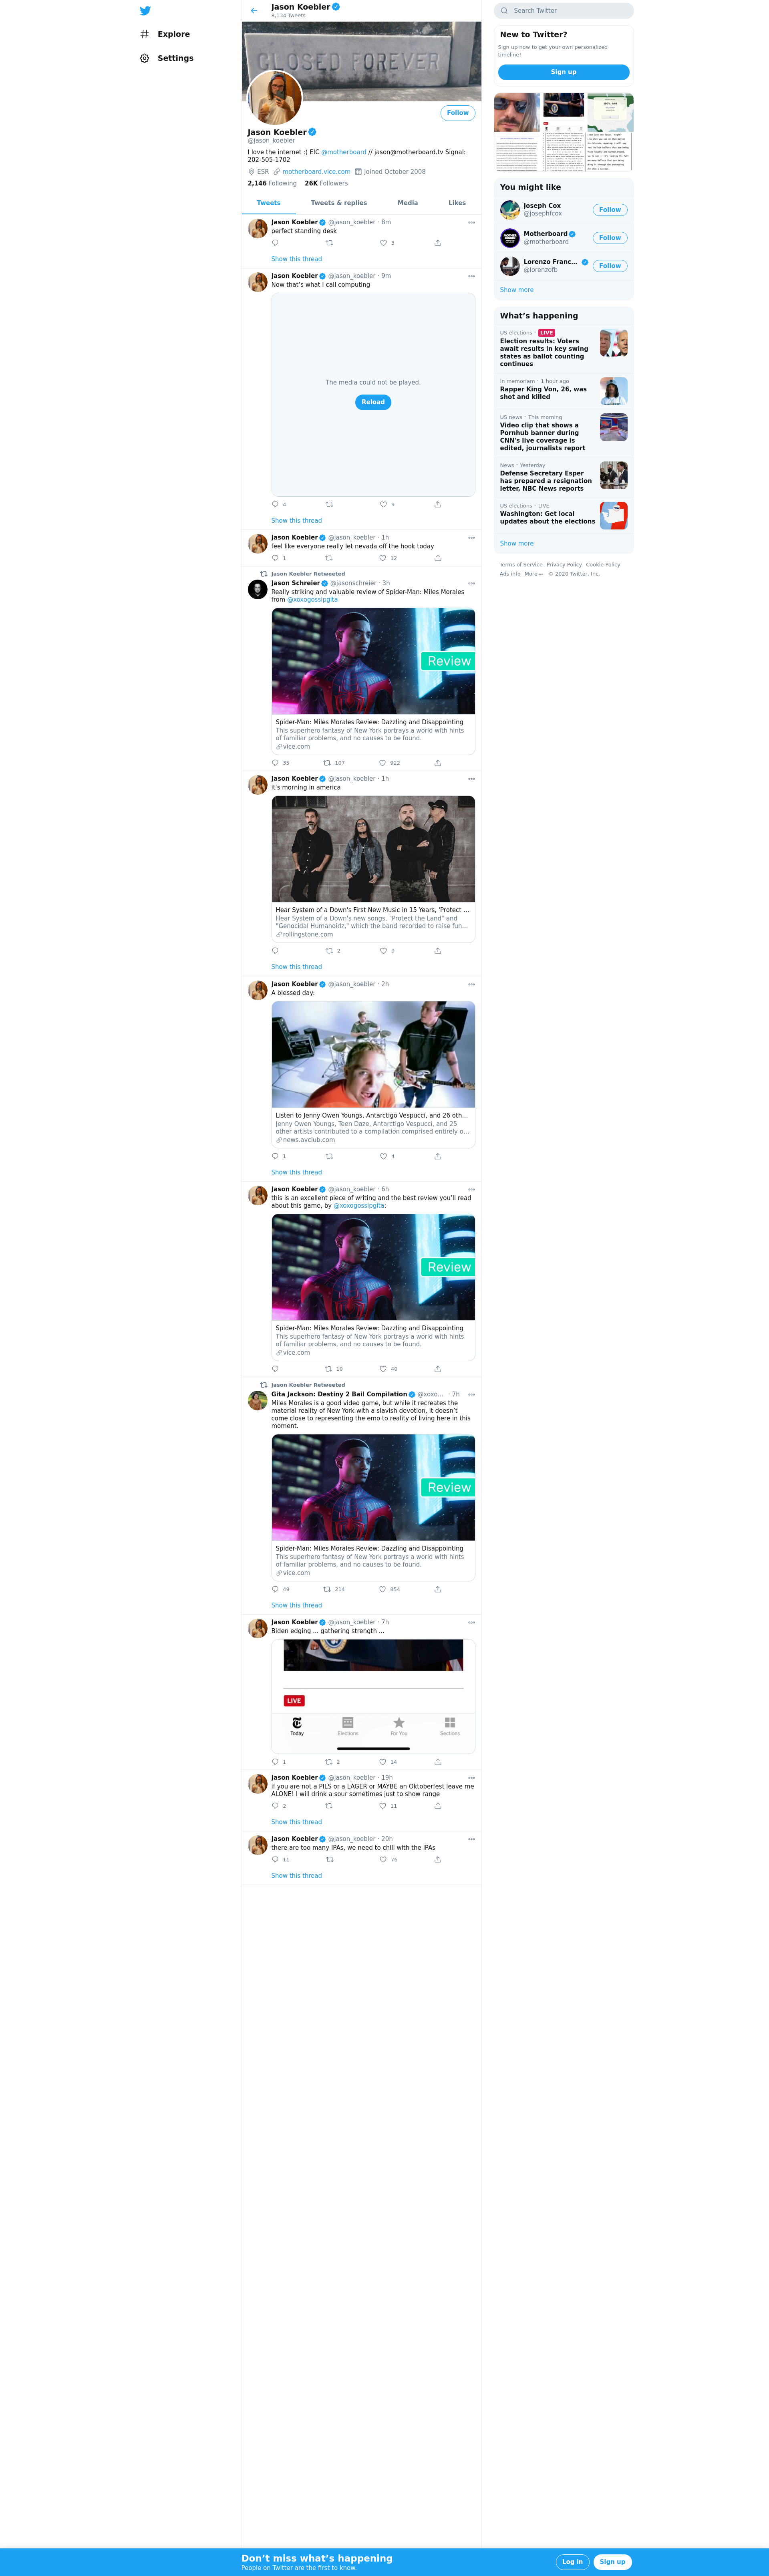 Explore
Settings
Jason Koebler
8,134 Tweets
CLOSED FOREVER
Follow
Jason Koebler
@jason_koebler
I love the internet :( EIC @motherboard // jason@motherboard.tv Signal:
202-505-1702
ESR motherboard.vice.com Joined October 2008
2,146 Following 26K Followers
Tweets Tweets & replies Media Likes
Jason Koebler @jason_koebler · 8m
perfect standing desk
3
Show this thread
Jason Koebler @jason_koebler · 9m
Now that's what I call computing
The media could not be played.
Reload
4 9
Show this thread
Jason Koebler @jason_koebler · 1h
feel like everyone really let nevada off the hook today
1 12
Jason Koebler Retweeted
Jason Schreier @jasonschreier · 3h
Really striking and valuable review of Spider-Man: Miles Morales
from @xoxogossipgita
Review
Spider-Man: Miles Morales Review: Dazzling and Disappointing
This superhero fantasy of New York portrays a world with hints
of familiar problems, and no causes to be found.
vice.com
35 107 922
Jason Koebler @jason_koebler · 1h
it's morning in america
Hear System of a Down's First New Music in 15 Years, 'Protect ...
Hear System of a Down's new songs, "Protect the Land" and
"Genocidal Humanoidz," which the band recorded to raise fun...
rollingstone.com
2 9
Show this thread
Jason Koebler @jason_koebler · 2h
A blessed day:
Listen to Jenny Owen Youngs, Antarctigo Vespucci, and 26 oth...
Jenny Owen Youngs, Teen Daze, Antarctigo Vespucci, and 25
other artists contributed to a compilation comprised entirely o...
news.avclub.com
1 4
Show this thread
Jason Koebler @jason_koebler · 6h
this is an excellent piece of writing and the best review you'll read
about this game, by @xoxogossipgita:
Review
Spider-Man: Miles Morales Review: Dazzling and Disappointing
This superhero fantasy of New York portrays a world with hints
of familiar problems, and no causes to be found.
vice.com
10 40
Jason Koebler Retweeted
Gita Jackson: Destiny 2 Bail Compilation @xoxo... · 7h
Miles Morales is a good video game, but while it recreates the
material reality of New York with a slavish devotion, it doesn't
come close to representing the emo to reality of living here in this
moment.
Review
Spider-Man: Miles Morales Review: Dazzling and Disappointing
This superhero fantasy of New York portrays a world with hints
of familiar problems, and no causes to be found.
vice.com
49 214 854
Show this thread
Jason Koebler @jason_koebler · 7h
Biden edging ... gathering strength ...
LIVE
Today Elections For You Sections
1 2 14
Jason Koebler @jason_koebler · 19h
if you are not a PILS or a LAGER or MAYBE an Oktoberfest leave me
ALONE! I will drink a sour sometimes just to show range
2 11
Show this thread
Jason Koebler @jason_koebler · 20h
there are too many IPAs, we need to chill with the IPAs
11 76
Show this thread
Search Twitter
New to Twitter?
Sign up now to get your own personalized
timeline!
Sign up
You might like
Joseph Cox
@josephfcox
Follow
Motherboard
@motherboard
Follow
Lorenzo Franc...
@lorenzofb
Follow
Show more
What's happening
US elections · LIVE
Election results: Voters
await results in key swing
states as ballot counting
continues
In memoriam · 1 hour ago
Rapper King Von, 26, was
shot and killed
US news · This morning
Video clip that shows a
Pornhub banner during
CNN's live coverage is
edited, journalists report
News · Yesterday
Defense Secretary Esper
has prepared a resignation
letter, NBC News reports
US elections · LIVE
Washington: Get local
updates about the elections
Show more
Terms of Service Privacy Policy Cookie Policy
Ads info More © 2020 Twitter, Inc.
Don't miss what's happening
People on Twitter are the first to know.
Log in Sign up